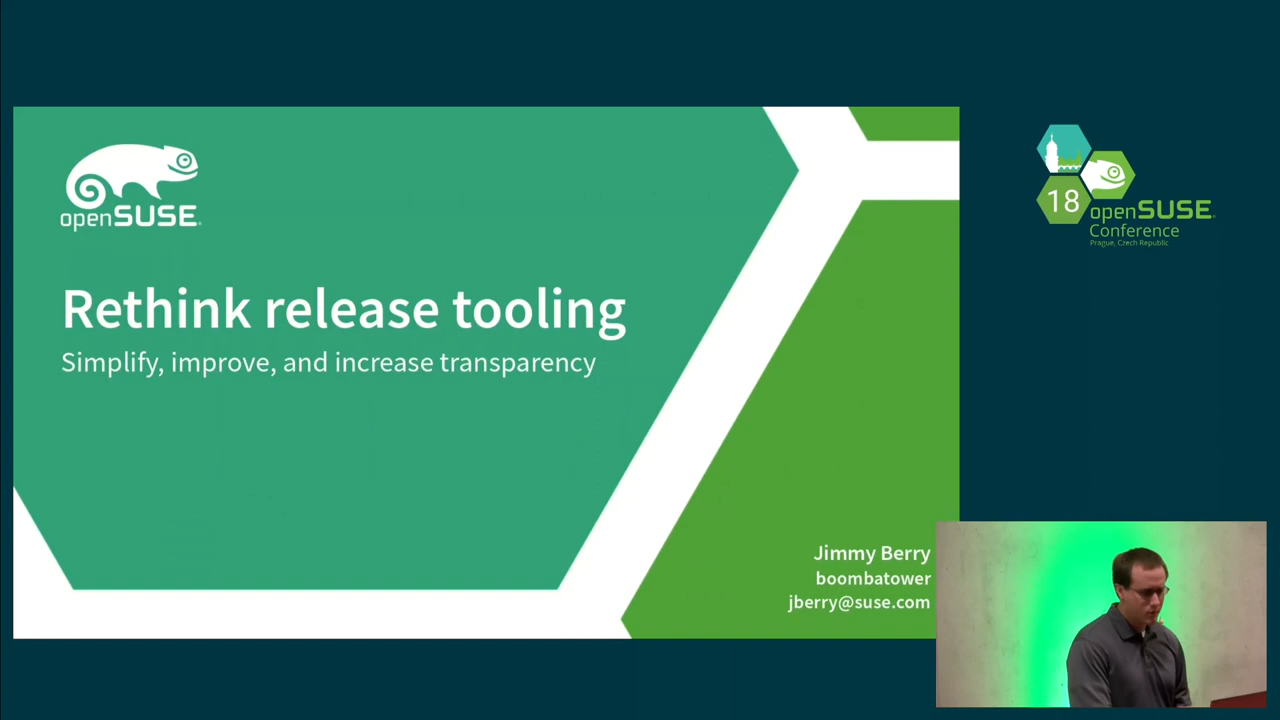 openSUSE
Rethink release tooling
Simplify, improve, and increase transparency
Jimmy Berry
boombatower
jberry@suse.com
18
openSUSE
Conference
Prague, Czech Republic